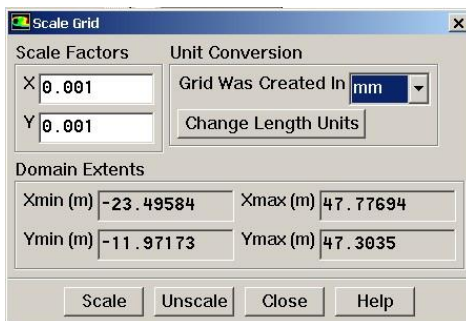 Scale Grid
Scale Factors Unit Conversion
X 0.001 Grid Was Created In mm
Y 0.001 Change Length Units
Domain Extents
Xmin (m) -23.49584 Xmax (m) 47.77694
Ymin (m) -11.97173 Ymax (m) 47.3035
Scale Unscale Close Help